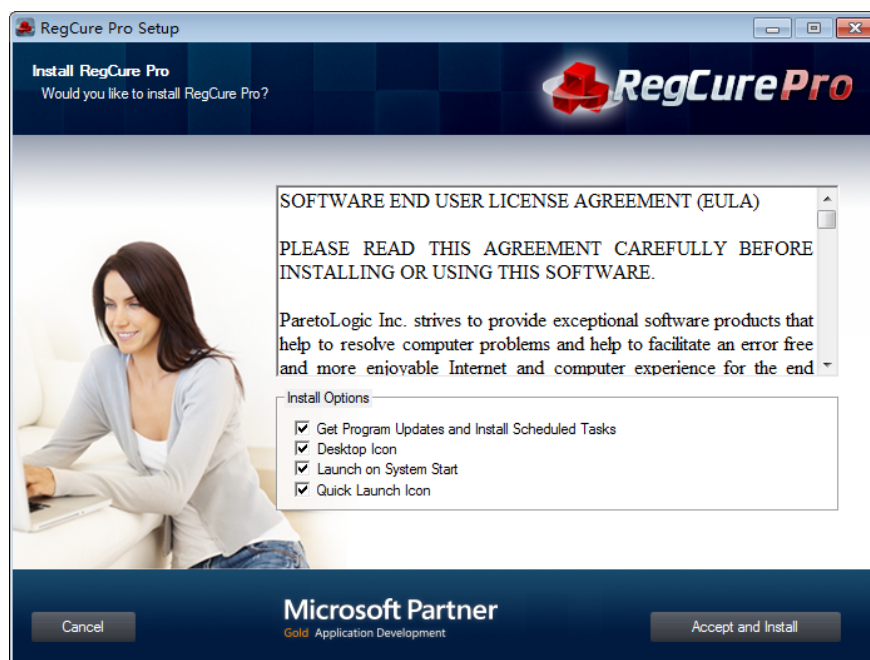 RegCure Pro Setup
Install RegCure Pro
Would you like to install RegCure Pro?
RegCurePro
SOFTWARE END USER LICENSE AGREEMENT (EULA)
PLEASE READ THIS AGREEMENT CAREFULLY BEFORE
INSTALLING OR USING THIS SOFTWARE.
ParetoLogic Inc. strives to provide exceptional software products that
help to resolve computer problems and help to facilitate an error free
and more enjoyable Internet and computer experience for the end
Install Options
Get Program Updates and Install Scheduled Tasks
Desktop Icon
Launch on System Start
Quick Launch Icon
Cancel
Microsoft Partner
Gold Application Development
Accept and Install